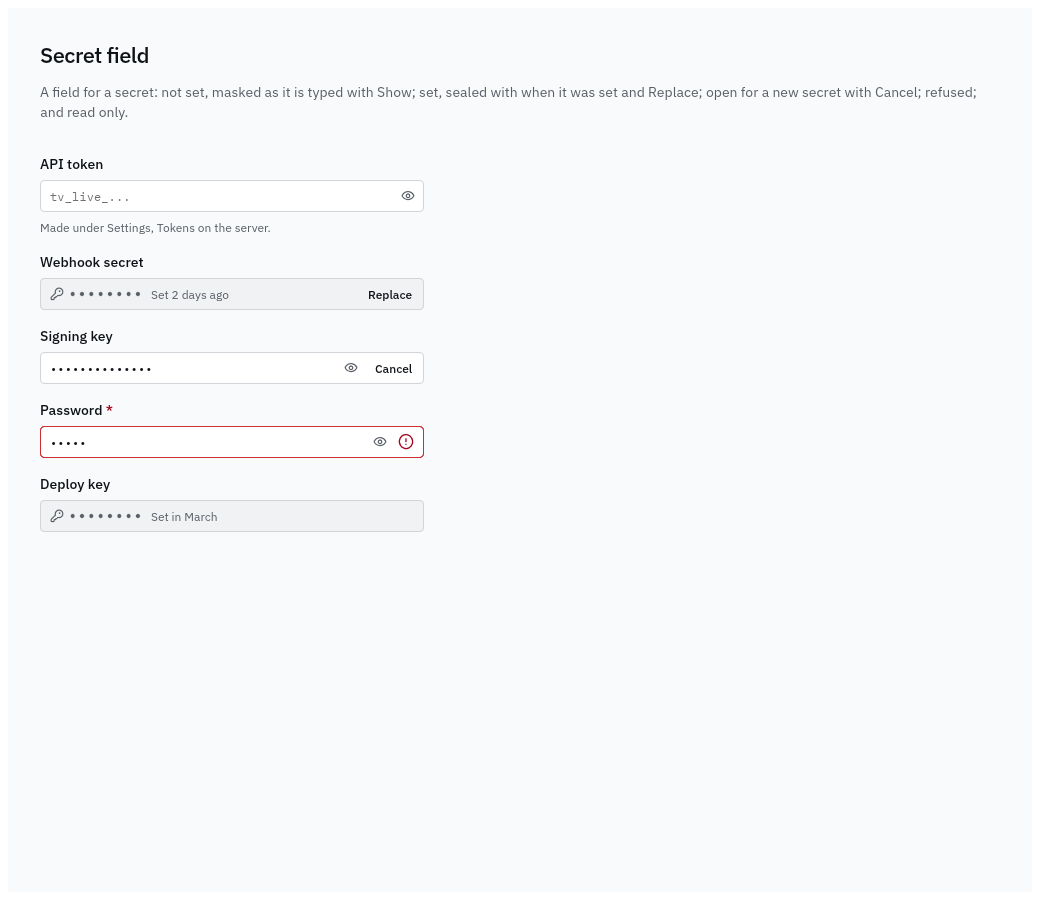 Secret field
A field for a secret: not set, masked as it is typed with Show; set, sealed with when it was set and Replace; open for a new secret with Cancel; refused;
and read only.
API token
tv_live_...
Made under Settings, Tokens on the server.
Webhook secret
•••••••• Set 2 days ago Replace
Signing key
•••••••••••••• Cancel
Password *
•••••
Deploy key
•••••••• Set in March